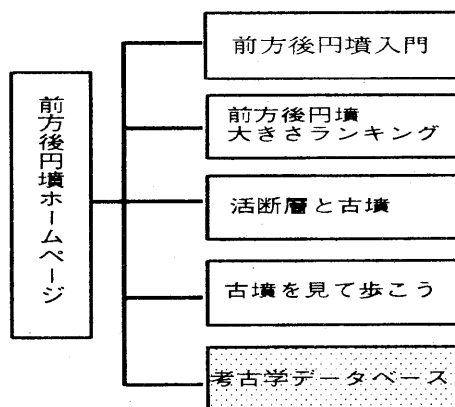 前方後円墳ホームページ
前方後円墳入門
前方後円墳
大きさランキング
活断層と古墳
古墳を見て歩こう
考古学データベース